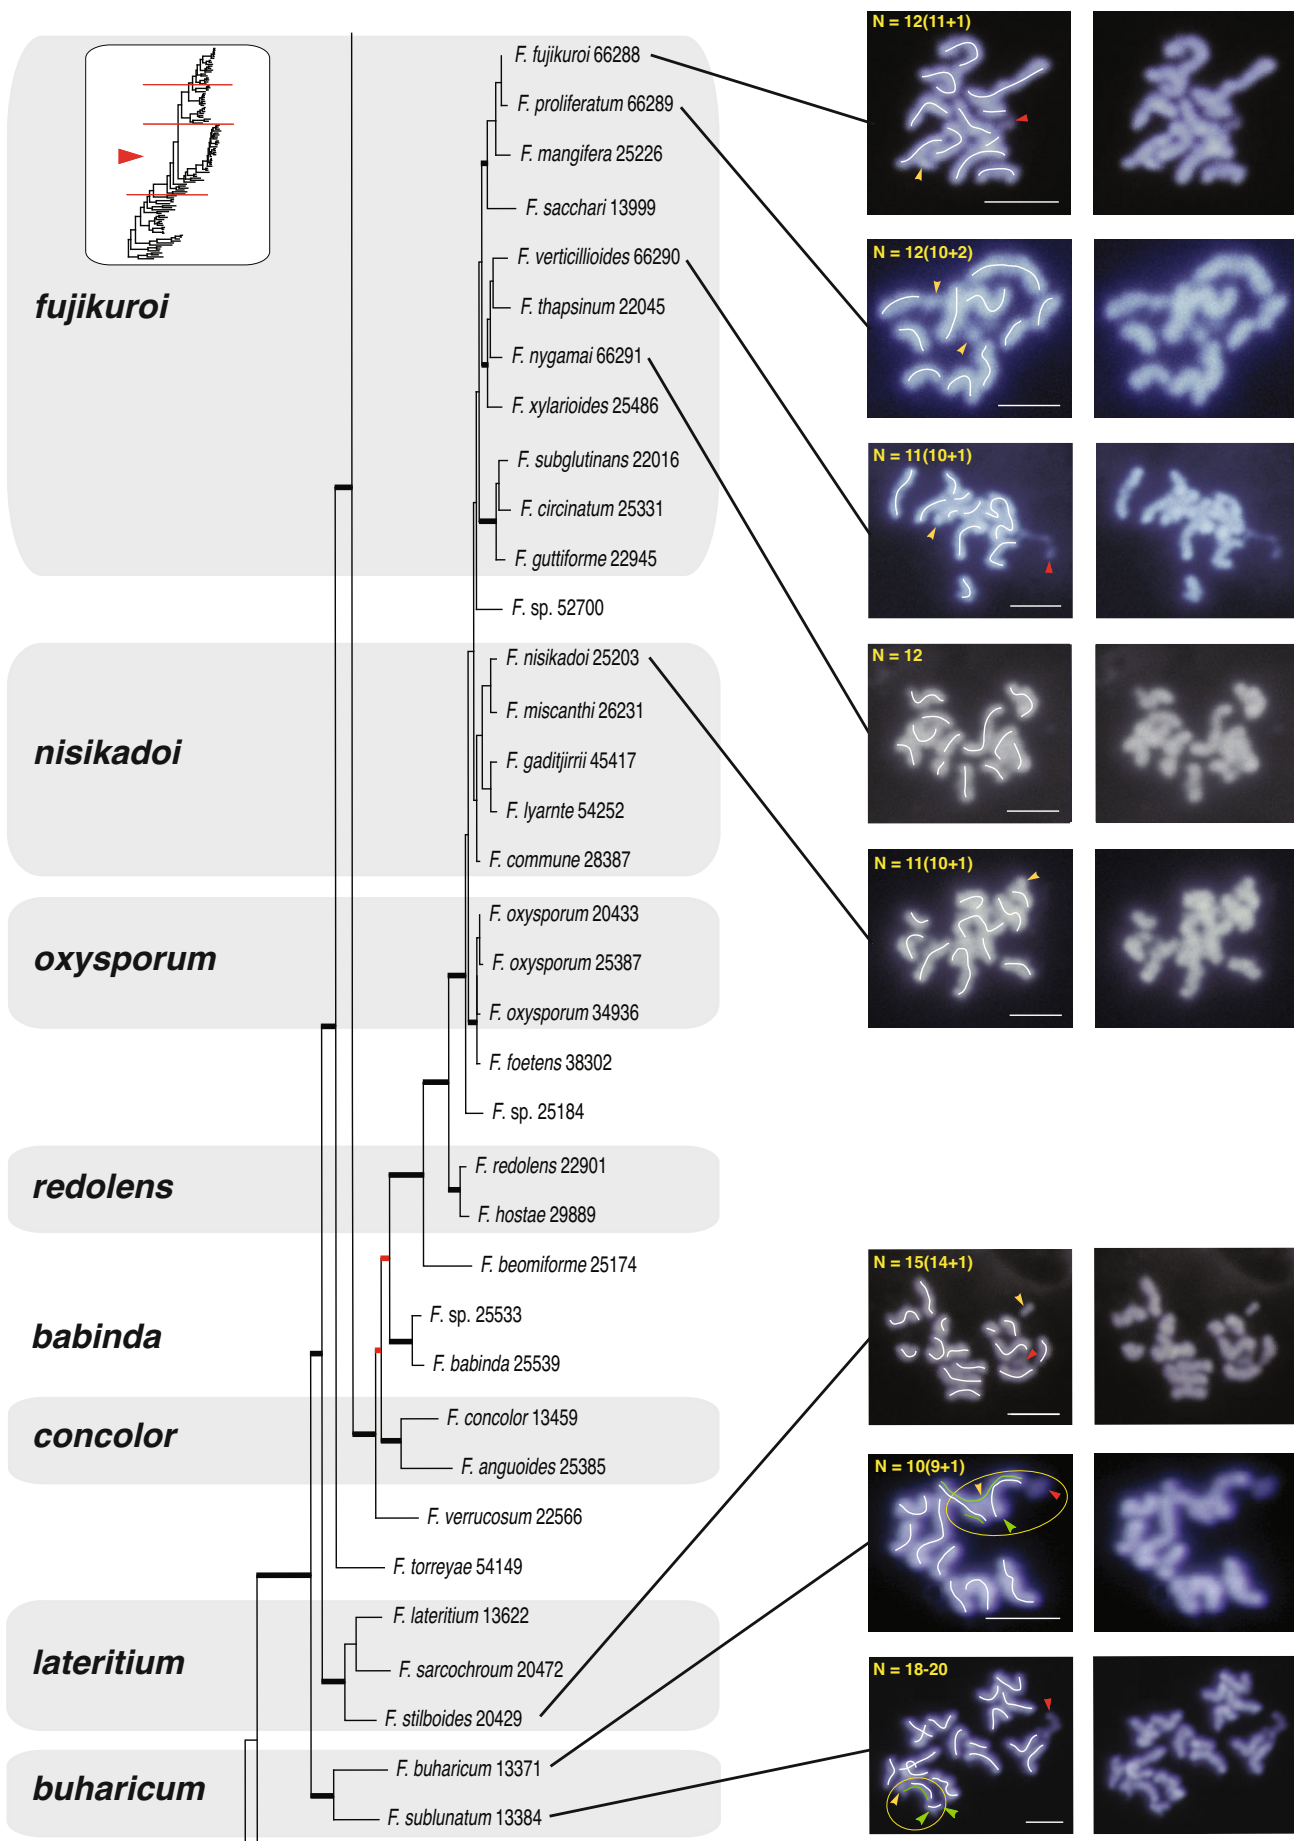 fujikuroi
F. fujikuroi 66288
F. proliferatum 66289
F. mangifera 25226
F. sacchari 13999
F. verticillioides 66290
F. thapsinum 22045
F. nygamai 66291
F. xylarioides 25486
F. subglutinans 22016
F. circinatum 25331
F. guttiforme 22945
F. sp. 52700
nisikadoi
F. nisikadoi 25203
F. miscanthi 26231
F. gaditjirrii 45417
F. lyarnte 54252
F. commune 28387
oxysporum
F. oxysporum 20433
F. oxysporum 25387
F. oxysporum 34936
F. foetens 38302
F. sp. 25184
redolens
F. redolens 22901
F. hostae 29889
F. beomiforme 25174
babinda
F. sp. 25533
F. babinda 25539
concolor
F. concolor 13459
F. anguoides 25385
F. verrucosum 22566
F. torreyae 54149
lateritium
F. lateritium 13622
F. sarcochroum 20472
F. stilboides 20429
buharicum
F. buharicum 13371
F. sublunatum 13384
N = 12(11+1)
N = 12(10+2)
N = 11(10+1)
N = 12
N = 11(10+1)
N = 15(14+1)
N = 10(9+1)
N = 18-20